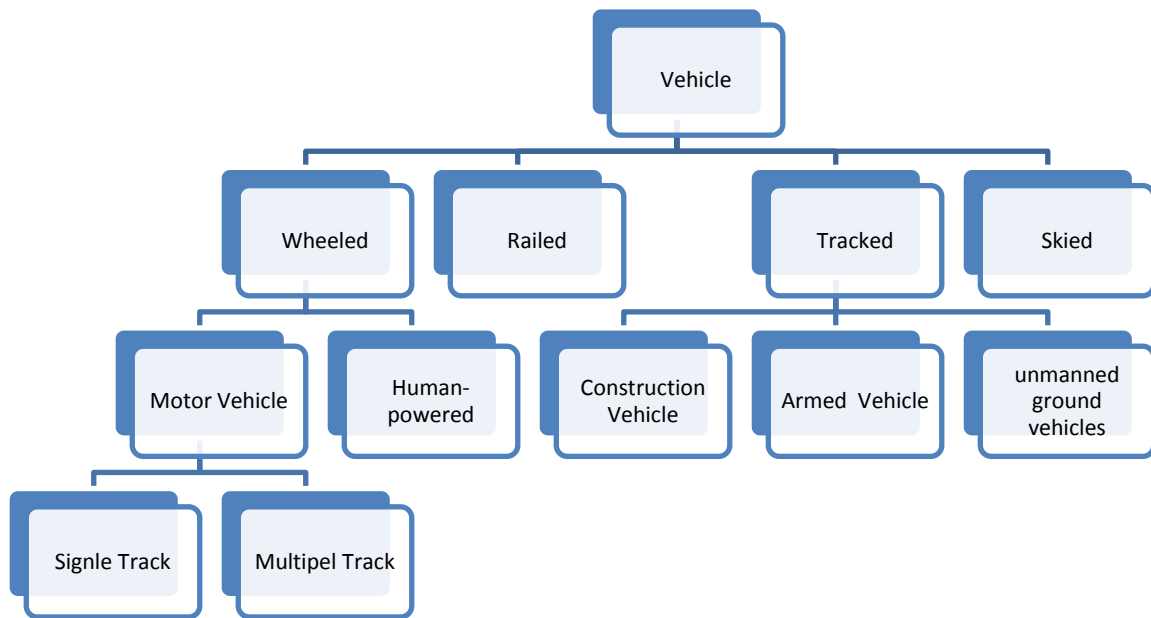 Vehicle
Wheeled
Railed
Tracked
Skied
Motor Vehicle
Human-
powered
Construction
Vehicle
Armed Vehicle
unmanned
ground
vehicles
Signle Track
Multipel Track